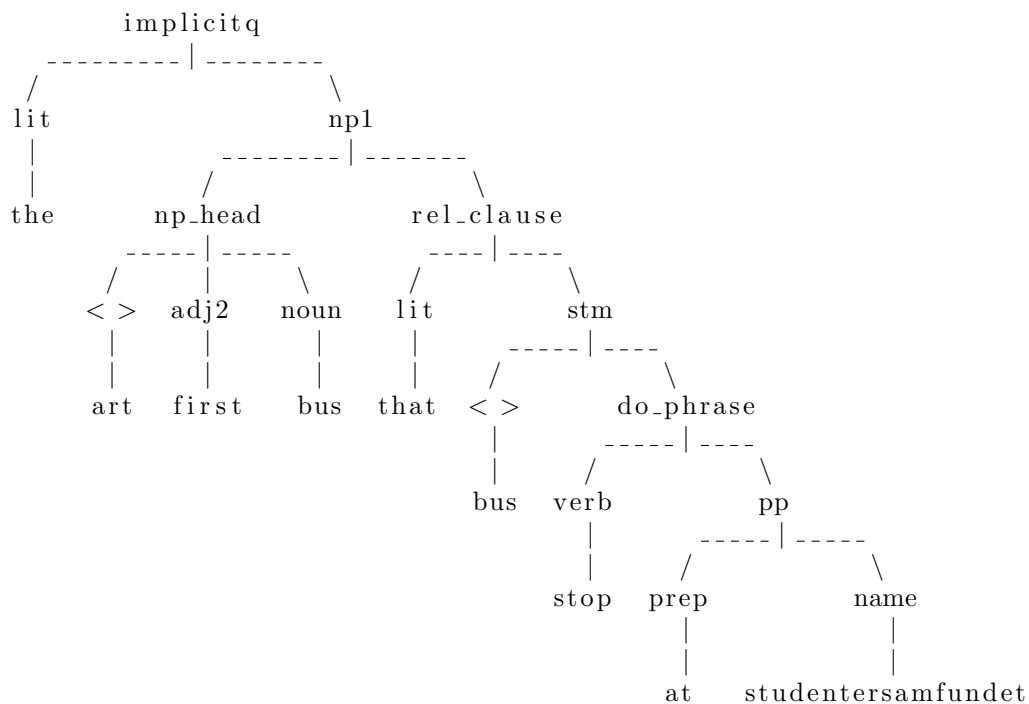 implicitq
lit np1
the np_head rel_clause
< > adj2 noun lit stm
art first bus that < > do_phrase
bus verb pp
stop prep name
at studentersamfundet